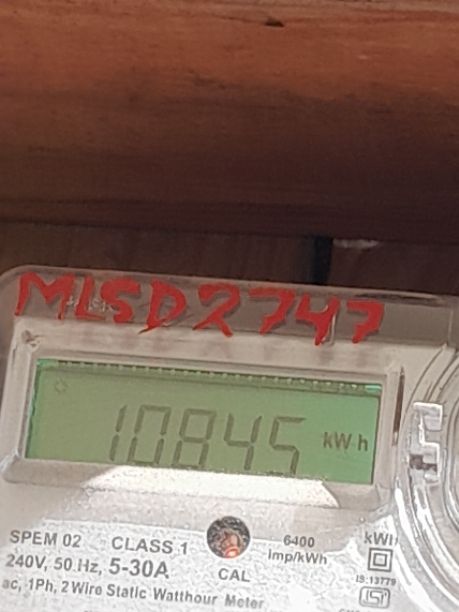 MLSD2747
10845 kWh
SPEM 02 CLASS 1 6400 imp/kWh kWh
240V, 50 Hz, 5-30A CAL IS:13779
ac, 1Ph, 2 Wire Static Watthour Meter